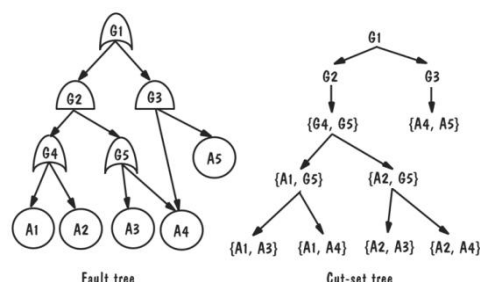 G1
G2
G3
G4
G5
A5
A1
A2
A3
A4
Fault tree
G1
G2
G3
{G4, G5}
{A4, A5}
{A1, G5}
{A2, G5}
{A1, A3}
{A1, A4}
{A2, A3}
{A2, A4}
Cut-set tree